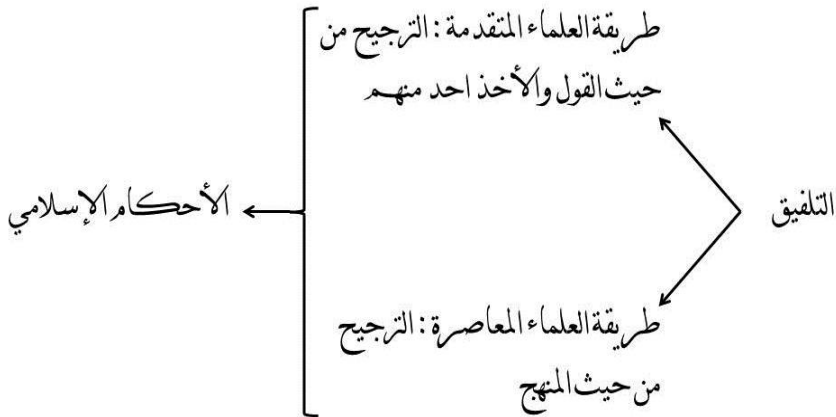 طريقة العلماء المتقدمة : الترجيح من
حيث القول والأخذ احد منهم
التلفيق
الأحكام الإسلامي
طريقة العلماء المعاصرة : الترجيح
من حيث المنهج